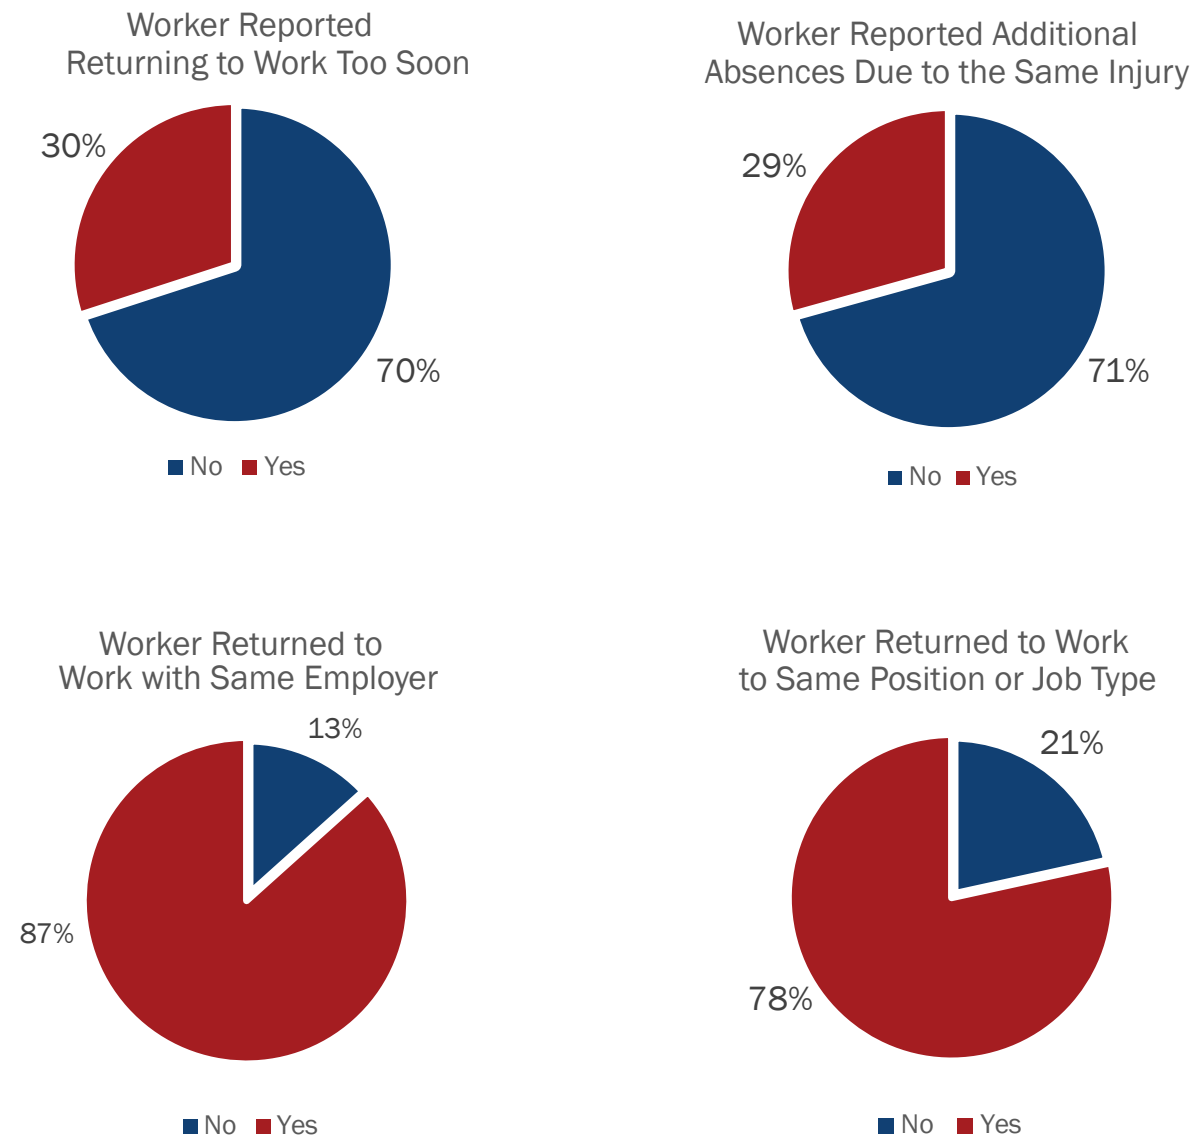 Worker Reported
Returning to Work Too Soon
30%
70%
No Yes
Worker Reported Additional
Absences Due to the Same Injury
29%
71%
No Yes
Worker Returned to
Work with Same Employer
13%
87%
No Yes
Worker Returned to Work
to Same Position or Job Type
21%
78%
No Yes